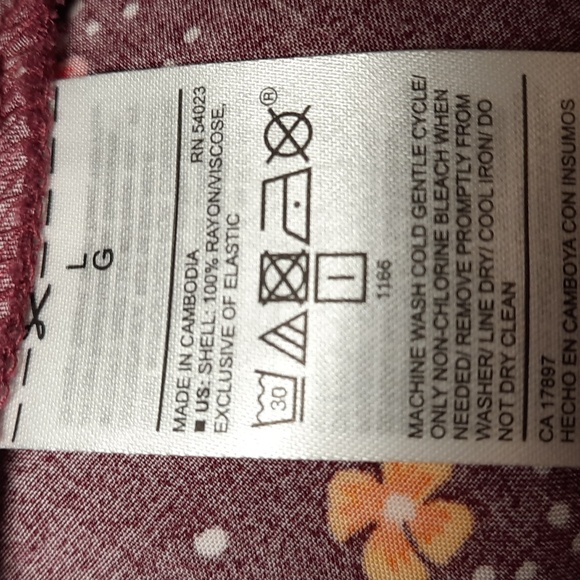 L
G
MADE IN CAMBODIA RN 54023
■ US: SHELL: 100% RAYON/VISCOSE,
EXCLUSIVE OF ELASTIC
30
®
1166
MACHINE WASH COLD GENTLE CYCLE/
ONLY NON-CHLORINE BLEACH WHEN
NEEDED/ REMOVE PROMPTLY FROM
WASHER/ LINE DRY/ COOL IRON/ DO
NOT DRY CLEAN
CA 17897
HECHO EN CAMBOYA CON INSUMOS